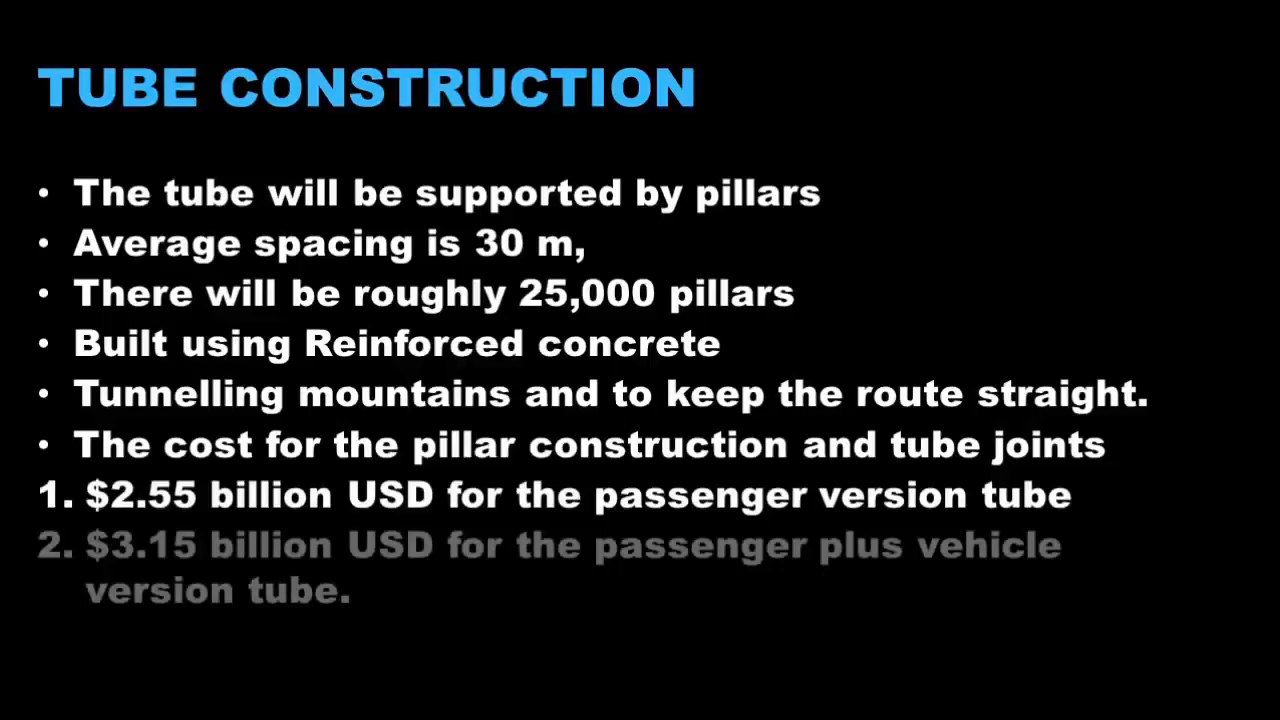 TUBE CONSTRUCTION
• The tube will be supported by pillars
• Average spacing is 30 m,
• There will be roughly 25,000 pillars
• Built using Reinforced concrete
• Tunnelling mountains and to keep the route straight.
• The cost for the pillar construction and tube joints
1. $2.55 billion USD for the passenger version tube
2. $3.15 billion USD for the passenger plus vehicle
version tube.